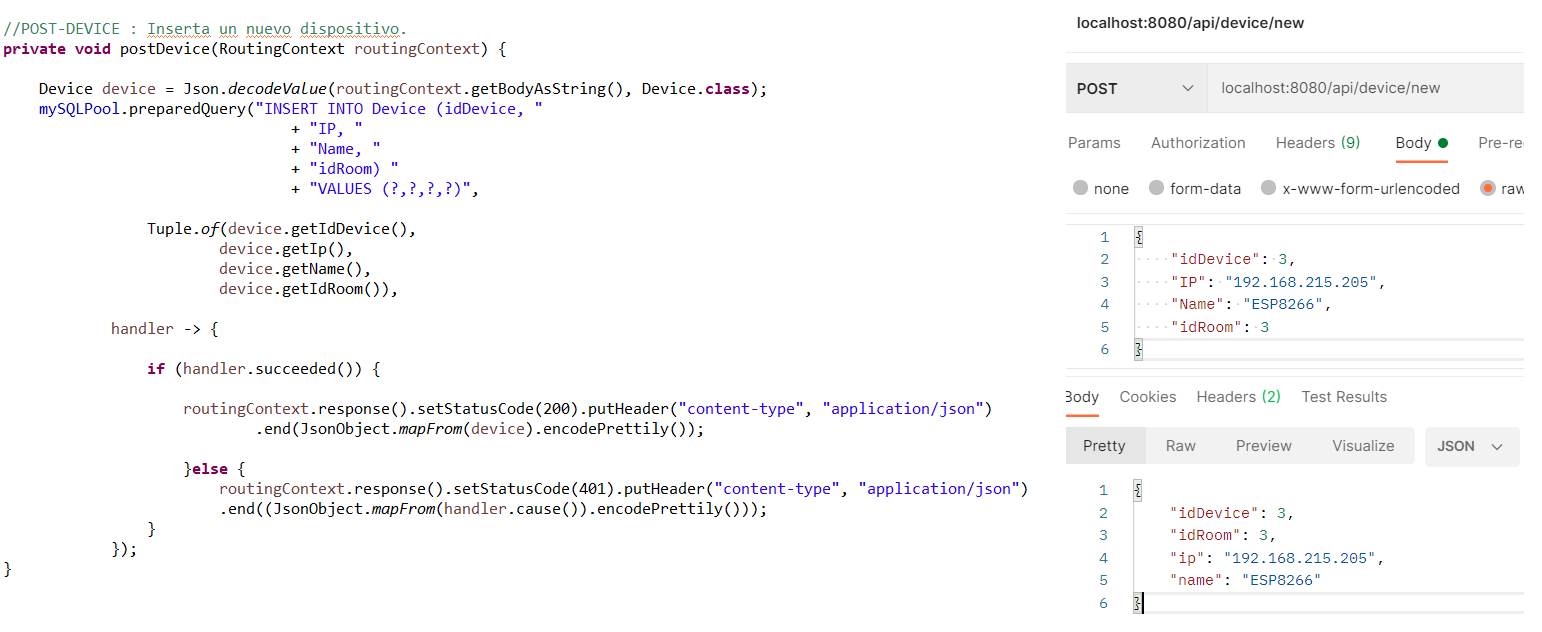 //POST-DEVICE : Inserta un nuevo dispositivo.
private void postDevice(RoutingContext routingContext) {
Device device = Json.decodeValue(routingContext.getBodyAsString(), Device.class);
mySQLPool.preparedQuery("INSERT INTO Device (idDevice, "
+ "IP, "
+ "Name, "
+ "idRoom) "
+ "VALUES (?,?,?,?)",
Tuple.of(device.getIdDevice(),
device.getIp(),
device.getName(),
device.getIdRoom()),
handler -> {
if (handler.succeeded()) {
routingContext.response().setStatusCode(200).putHeader("content-type", "application/json")
.end(JsonObject.mapFrom(device).encodePrettily());
}else {
routingContext.response().setStatusCode(401).putHeader("content-type", "application/json")
.end((JsonObject.mapFrom(handler.cause()).encodePrettily()));
}
});
}
localhost:8080/api/device/new
POST localhost:8080/api/device/new
Params Authorization Headers (9) Body Pre-re
none form-data x-www-form-urlencoded raw
1 {
2 "idDevice": 3,
3 "IP": "192.168.215.205",
4 "Name": "ESP8266",
5 "idRoom": 3
6 }
Body Cookies Headers (2) Test Results
Pretty Raw Preview Visualize JSON
1 {
2 "idDevice": 3,
3 "idRoom": 3,
4 "ip": "192.168.215.205",
5 "name": "ESP8266"
6 }